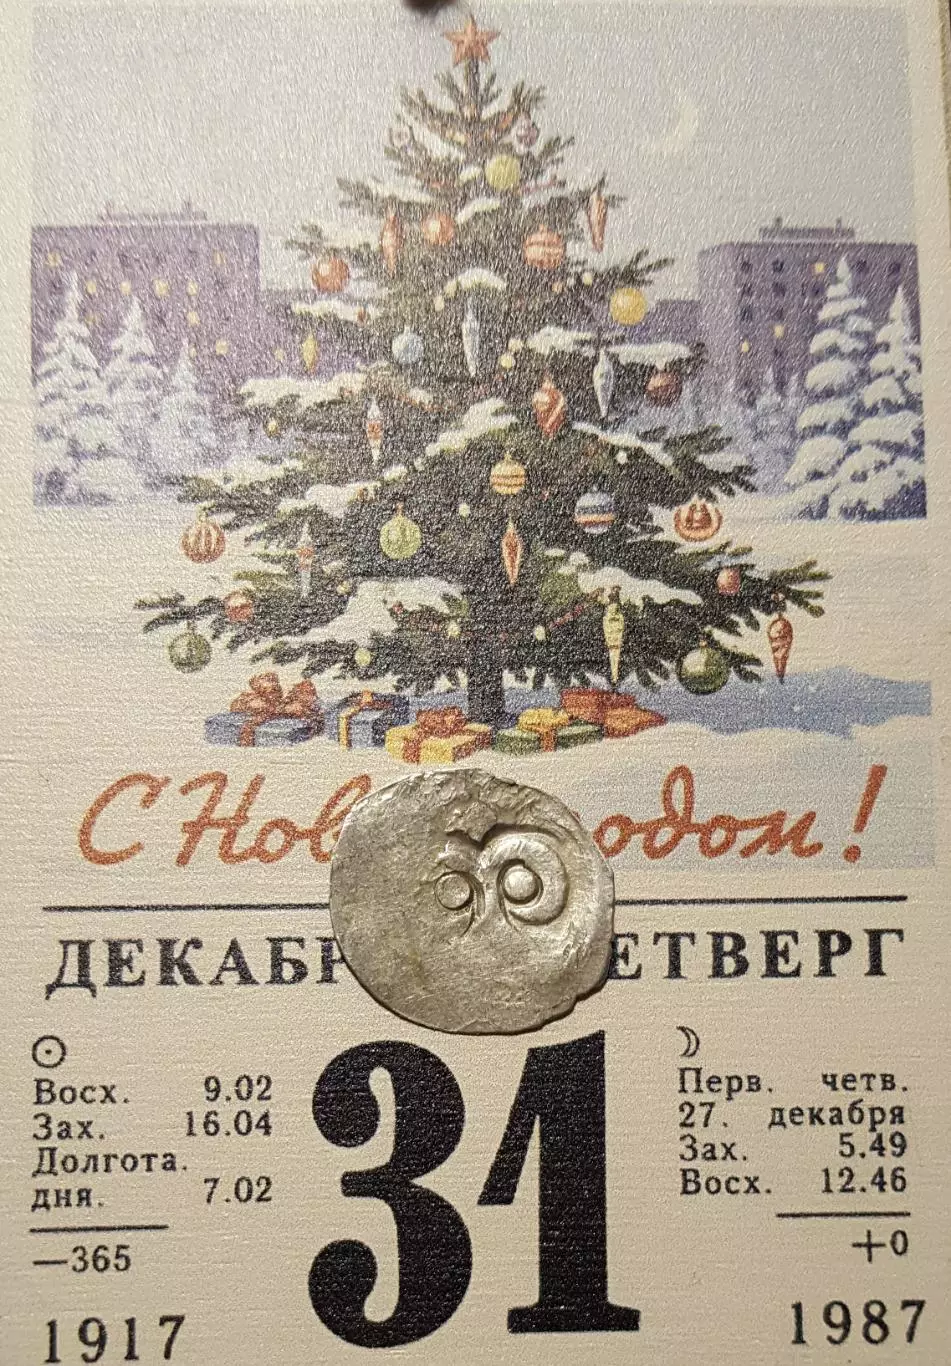 С Нов одом!
ДЕКАБР ЕТВЕРГ
Восх. 9.02
Зах. 16.04
Долгота.
дня. 7.02
—365
1917
31
Перв. четв.
27. декабря
Зах. 5.49
Восх. 12.46
+0
1987